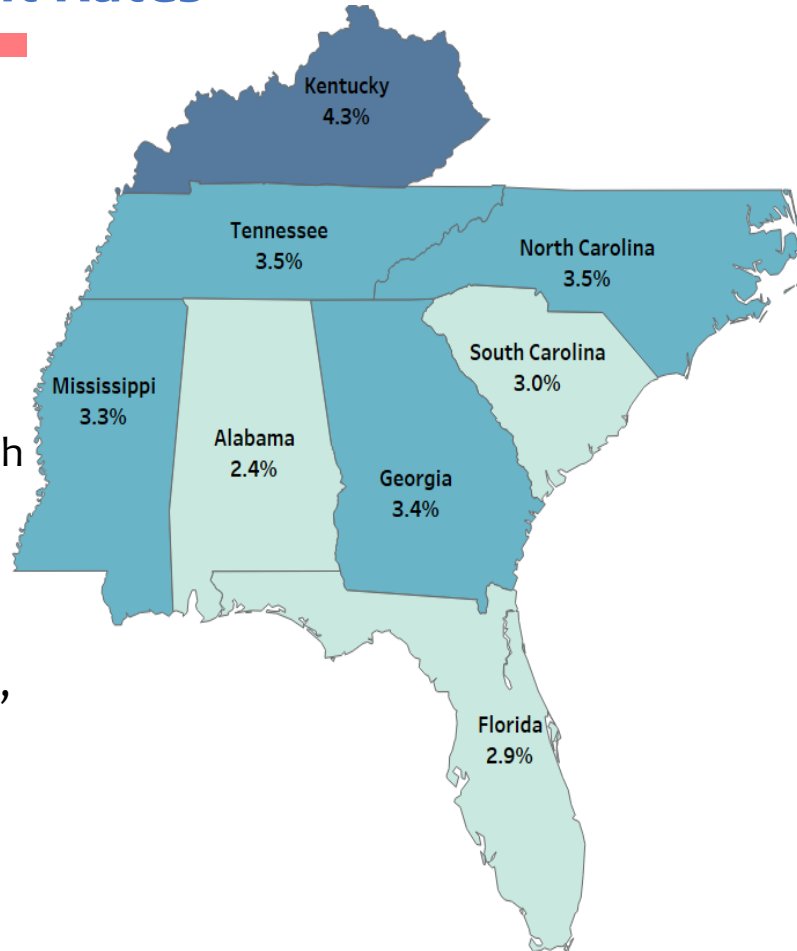 Rates
Kentucky
4.3%
Tennessee
3.5%
North Carolina
3.5%
South Carolina
3.0%
Mississippi
3.3%
h
Alabama
2.4%
Georgia
3.4%
,
Florida
2.9%